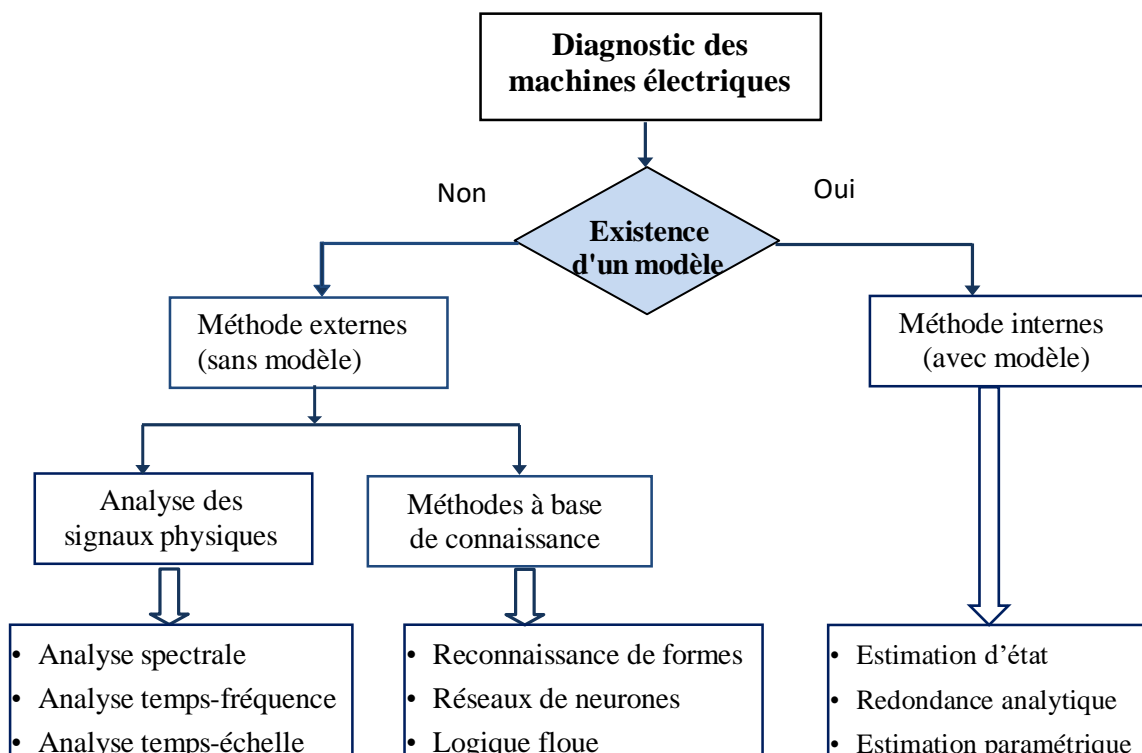 Diagnostic des
machines électriques
Non
Oui
Existence
d'un modèle
Méthode externes
(sans modèle)
Méthode internes
(avec modèle)
Analyse des
signaux physiques
Méthodes à base
de connaissance
• Analyse spectrale
• Analyse temps-fréquence
• Analyse temps-échelle
• Reconnaissance de formes
• Réseaux de neurones
• Logique floue
• Estimation d’état
• Redondance analytique
• Estimation paramétrique